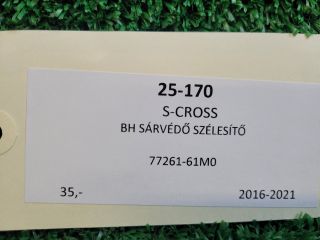 25-170
S-CROSS
BH SÁRVÉDŐ SZÉLESÍTŐ
77261-61M0
35,- 2016-2021